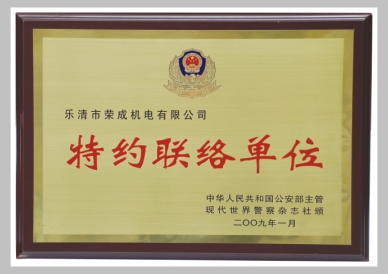 乐清市荣成机电有限公司
特约联络单位
中华人民共和国公安部主管
现代世界警察杂志社颁
二〇〇九年一月